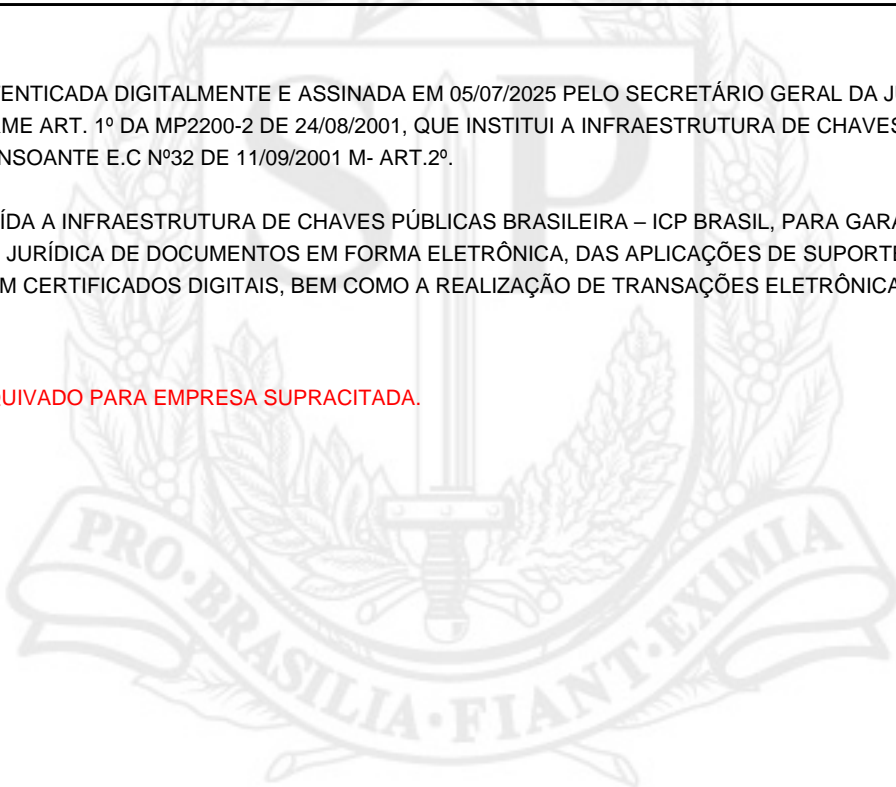 ENTICADA DIGITALMENTE E ASSINADA EM 05/07/2025 PELO SECRETÁRIO GERAL DA J
ME ART. 1º DA MP2200-2 DE 24/08/2001, QUE INSTITUI A INFRAESTRUTURA DE CHAVES
NSOANTE E.C Nº32 DE 11/09/2001 M- ART.2º.
ÍDA A INFRAESTRUTURA DE CHAVES PÚBLICAS BRASILEIRA – ICP BRASIL, PARA GARA
JURÍDICA DE DOCUMENTOS EM FORMA ELETRÔNICA, DAS APLICAÇÕES DE SUPORTE
M CERTIFICADOS DIGITAIS, BEM COMO A REALIZAÇÃO DE TRANSAÇÕES ELETRÔNICA
UIVADO PARA EMPRESA SUPRACITADA.
SP
PRO·BRASILIA·FIANT·EXIMIA